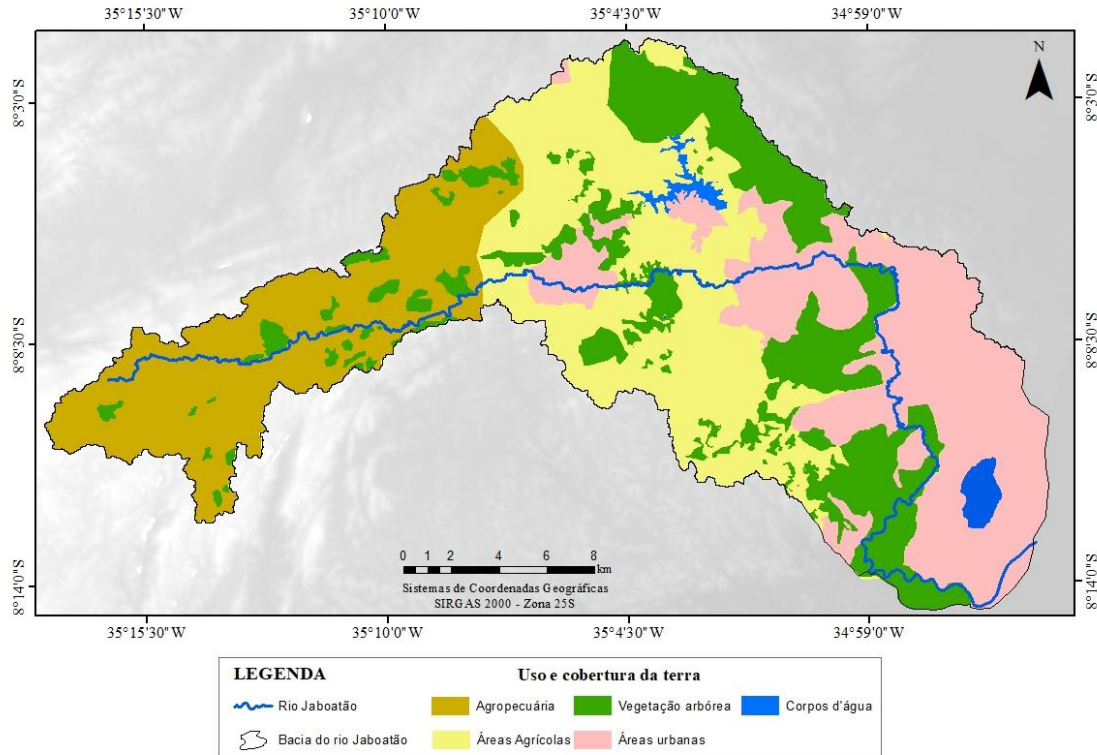 35°15'30"W 35°10'0"W 35°4'30"W 34°59'0"W
N
8°3'0"S 8°3'0"S
8°8'30"S 8°8'30"S
8°14'0"S 8°14'0"S
0 1 2 4 6 8
km
Sistemas de Coordenadas Geográficas
SIRGAS 2000 - Zona 25S
35°15'30"W 35°10'0"W 35°4'30"W 34°59'0"W
LEGENDA Uso e cobertura da terra
Rio Jaboatão Agropecuária Vegetação arbórea Corpos d'água
Bacia do rio Jaboatão Áreas Agrícolas Áreas urbanas